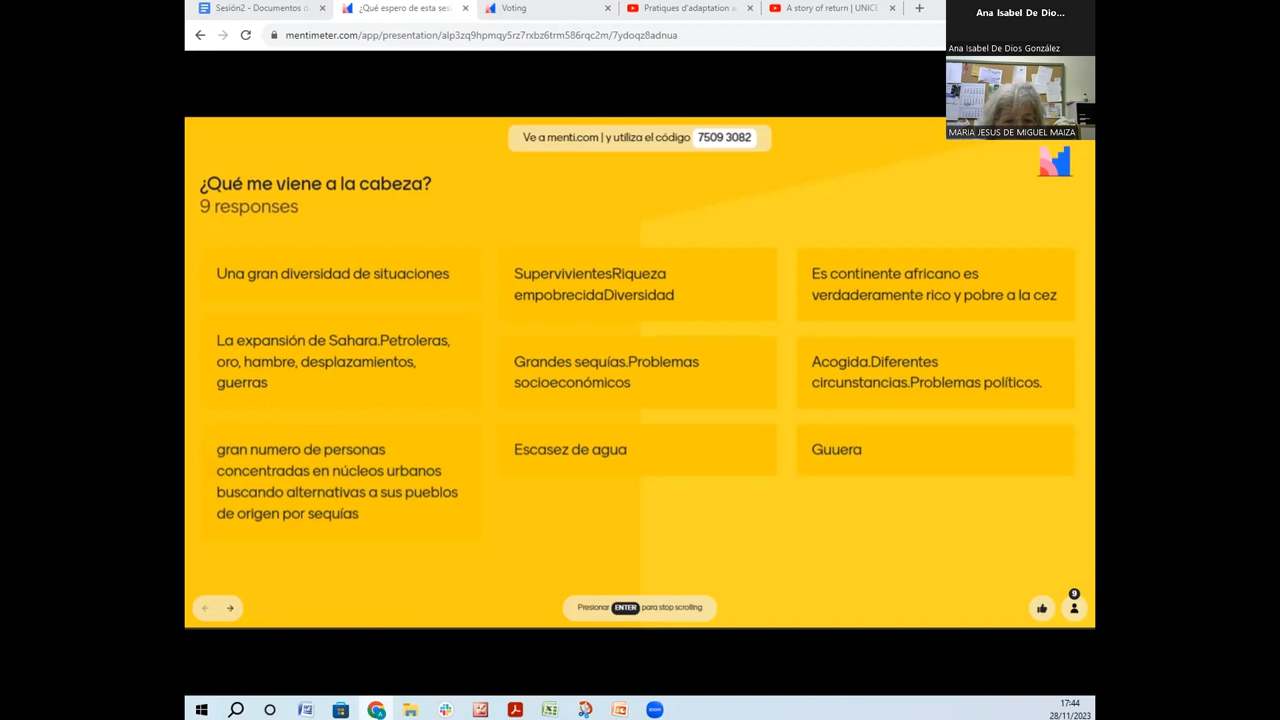 Sesión2 - Documentos d
¿Qué espero de esta ses
Voting
Pratiques d'adaptation a
A story of return | UNICE
mentimeter.com/app/presentation/alp3zq9hpmqy5rz7rxbz6trm586rqc2m/7ydoqz8adnua
Ana Isabel De Dio...
Ana Isabel De Dios González
MARIA JESUS DE MIGUEL MAIZA
Ve a menti.com | y utiliza el código 7509 3082
¿Qué me viene a la cabeza?
9 responses
Una gran diversidad de situaciones
La expansión de Sahara.Petroleras,
oro, hambre, desplazamientos,
guerras
gran numero de personas
concentradas en núcleos urbanos
buscando alternativas a sus pueblos
de origen por sequías
SupervivientesRiqueza
empobrecidaDiversidad
Grandes sequías.Problemas
socioeconómicos
Escasez de agua
Es continente africano es
verdaderamente rico y pobre a la cez
Acogida.Diferentes
circunstancias.Problemas políticos.
Guuera
Presionar ENTER para stop scrolling
9
17:44
28/11/2023